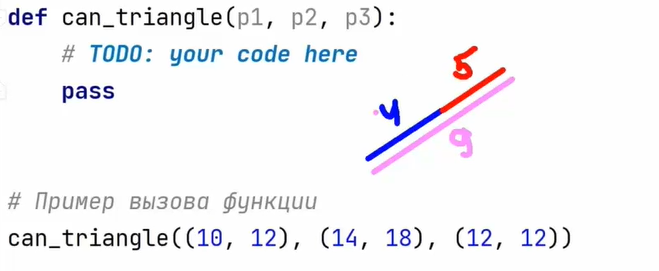 def can_triangle(p1, p2, p3):
# TODO: your code here
5
pass
4
9
# Пример вызова функции
can_triangle((10, 12), (14, 18), (12, 12))